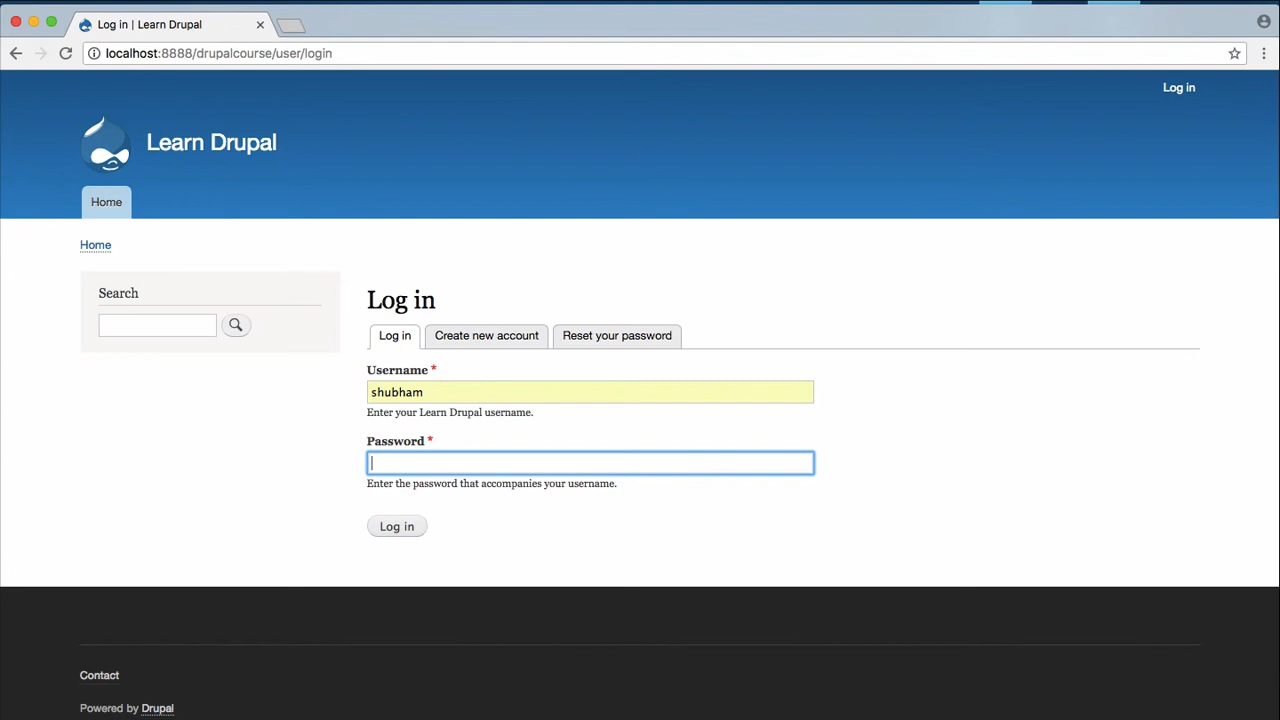 Log in | Learn Drupal
localhost:8888/drupalcourse/user/login
Log in
Learn Drupal
Home
Home
Search
Log in
Log in
Create new account
Reset your password
Username *
shubham
Enter your Learn Drupal username.
Password *
Enter the password that accompanies your username.
Log in
Contact
Powered by Drupal